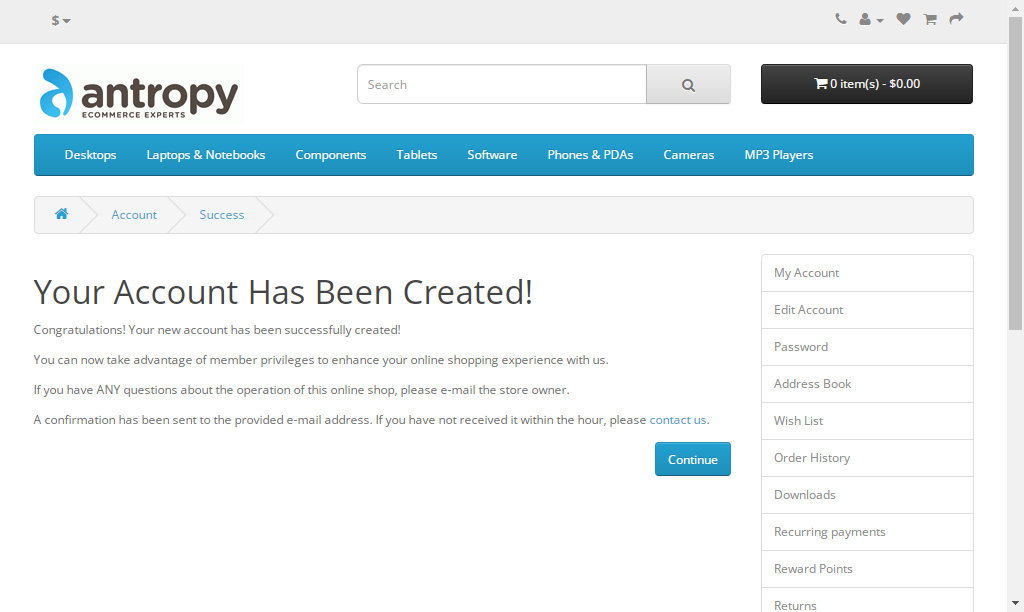 $
antropy
ECOMMERCE EXPERTS
Search
0 item(s) - $0.00
Desktops Laptops & Notebooks Components Tablets Software Phones & PDAs Cameras MP3 Players
Account Success
Your Account Has Been Created!
Congratulations! Your new account has been successfully created!
You can now take advantage of member privileges to enhance your online shopping experience with us.
If you have ANY questions about the operation of this online shop, please e-mail the store owner.
A confirmation has been sent to the provided e-mail address. If you have not received it within the hour, please contact us.
Continue
My Account
Edit Account
Password
Address Book
Wish List
Order History
Downloads
Recurring payments
Reward Points
Returns